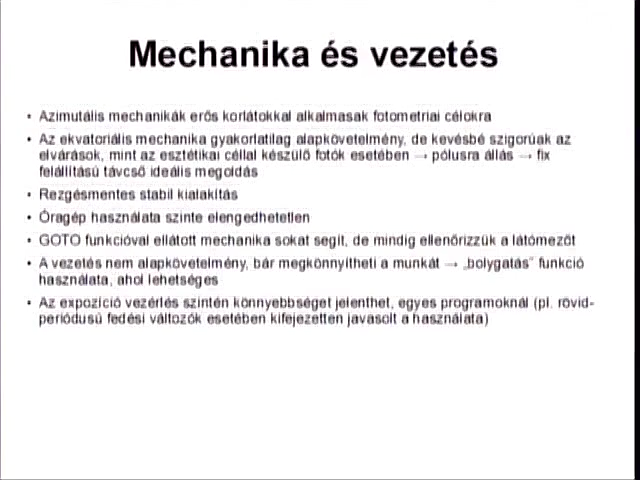 Mechanika és vezetés
• Azimutális mechanikák erős korlátokkal alkalmasak fotometriai célokra
• Az ekvatoriális mechanika gyakorlatilag alapkövetelmény, de kevésbé szigorúak az
elvárások, mint az esztétikai céllal készülő fotók esetében → pólusra állás → fix
felállítású távcső ideális megoldás
• Rezgésmentes stabil kialakítás
• Óragép használata szinte elengedhetetlen
• GOTO funkcióval ellátott mechanika sokat segít, de mindig ellenőrizzük a látómezőt
• A vezetés nem alapkövetelmény, bár megkönnyítheti a munkát → „bolygatás” funkció
használata, ahol lehetséges
• Az expozíció vezérlés szintén könnyebbséget jelenthet, egyes programoknál (pl. rövid-
periódusú fedési változók esetében kifejezetten javasolt a használata)